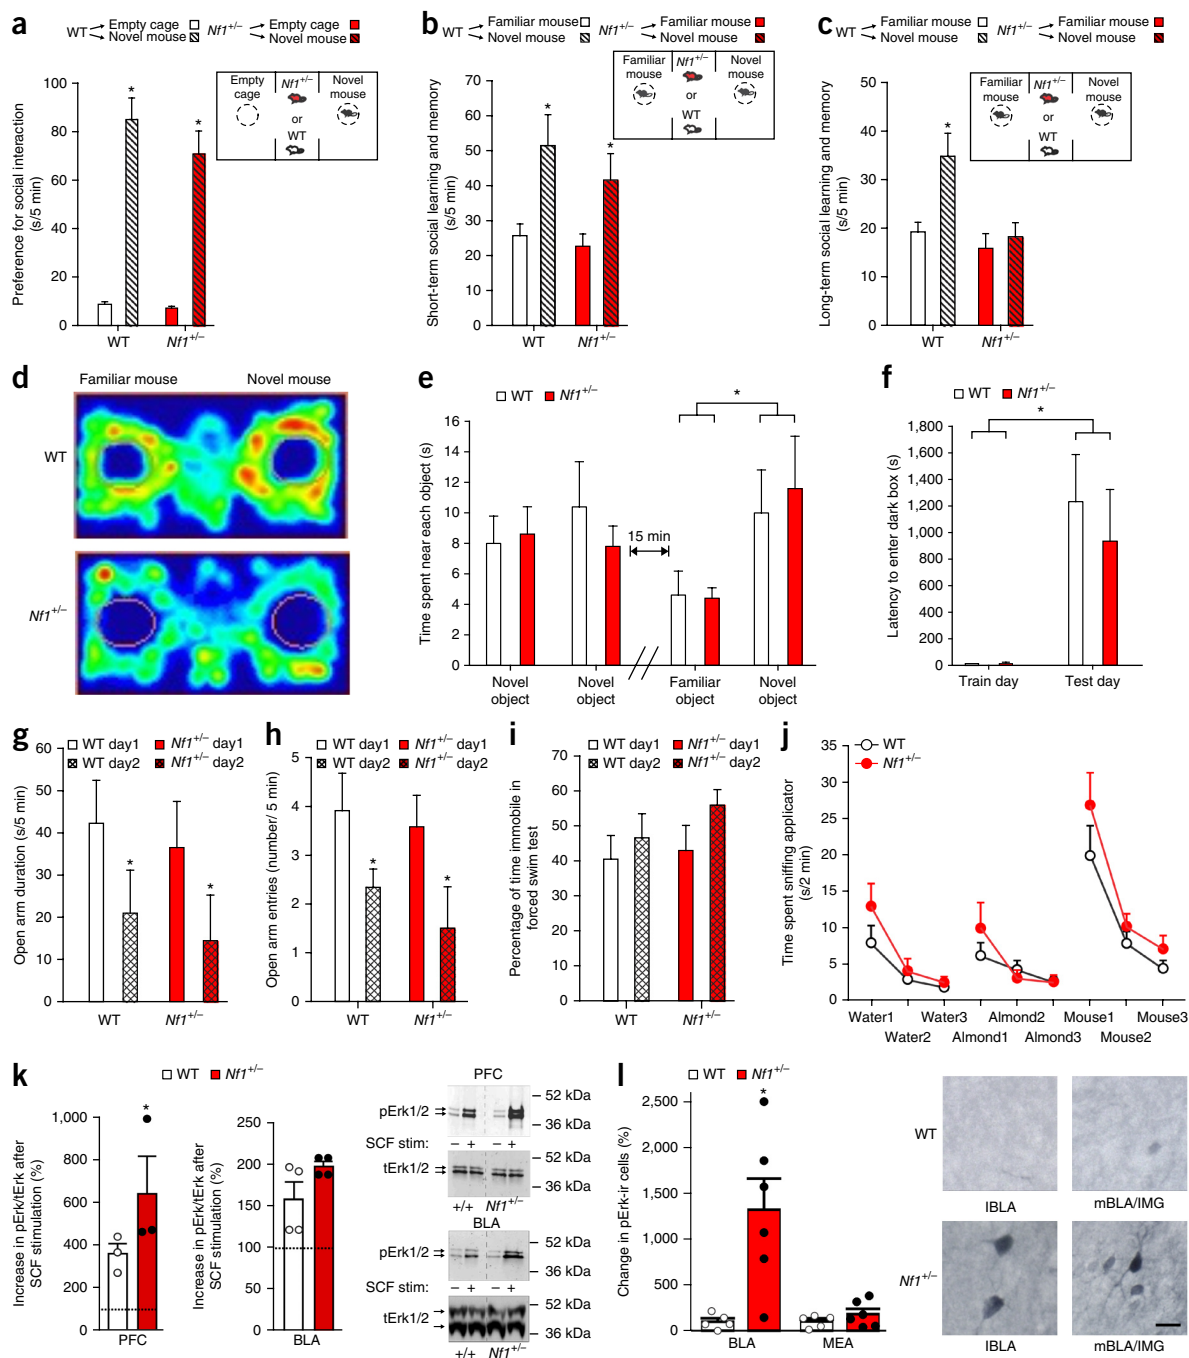 a
WT
Empty cage
Novel mouse
Nf1+/–
Empty cage
Novel mouse
Preference for social interaction
(s/5 min)
100
80
60
40
20
0
*
*
WT
Nf1+/–
Empty
cage
Nf1+/–
or
WT
Novel
mouse
b
WT
Familiar mouse
Novel mouse
Nf1+/–
Familiar mouse
Novel mouse
Short-term social learning and memory
(s/5 min)
70
60
50
40
30
20
10
0
*
*
WT
Nf1+/–
Familiar
mouse
Nf1+/–
or
WT
Novel
mouse
c
WT
Familiar mouse
Novel mouse
Nf1+/–
Familiar mouse
Novel mouse
Long-term social learning and memory
(s/5 min)
50
40
30
20
10
0
*
WT
Nf1+/–
Familiar
mouse
Nf1+/–
or
WT
Novel
mouse
d
Familiar mouse
Novel mouse
WT
Nf1+/–
e
WT
Nf1+/–
Time spent near each object (s)
16
14
12
10
8
6
4
2
0
15 min
*
Novel
object
Novel
object
Familiar
object
Novel
object
f
WT
Nf1+/–
Latency to enter dark box (s)
1,800
1,600
1,400
1,200
1,000
800
600
400
200
0
*
Train day
Test day
g
WT day1
WT day2
Nf1+/– day1
Nf1+/– day2
Open arm duration (s/5 min)
60
50
40
30
20
10
0
*
*
WT
Nf1+/–
h
WT day1
WT day2
Nf1+/– day1
Nf1+/– day2
Open arm entries (number/ 5 min)
5
4
3
2
1
0
*
*
WT
Nf1+/–
i
WT day1
WT day2
Nf1+/– day1
Nf1+/– day2
Percentage of time immobile in
forced swim test
70
60
50
40
30
20
10
0
WT
Nf1+/–
j
WT
Nf1+/–
Time spent sniffing applicator
(s/2 min)
35
30
25
20
15
10
5
0
Water1
Water2
Water3
Almond1
Almond2
Almond3
Mouse1
Mouse2
Mouse3
k
WT
Nf1+/–
Increase in pErk/tErk after
SCF stimulation (%)
1,000
800
600
400
200
0
*
PFC
Increase in pErk/tErk after
SCF stimulation (%)
250
200
150
100
50
0
BLA
PFC
pErk1/2
52 kDa
36 kDa
SCF stim:
– + – +
tErk1/2
52 kDa
36 kDa
+/+ Nf1+/–
BLA
pErk1/2
52 kDa
36 kDa
SCF stim:
– + – +
tErk1/2
52 kDa
36 kDa
+/+ Nf1+/–
l
WT
Nf1+/–
Change in pErk-ir cells (%)
2,500
2,000
1,500
1,000
500
0
*
BLA
MEA
WT
lBLA
mBLA/IMG
Nf1+/–
lBLA
mBLA/IMG